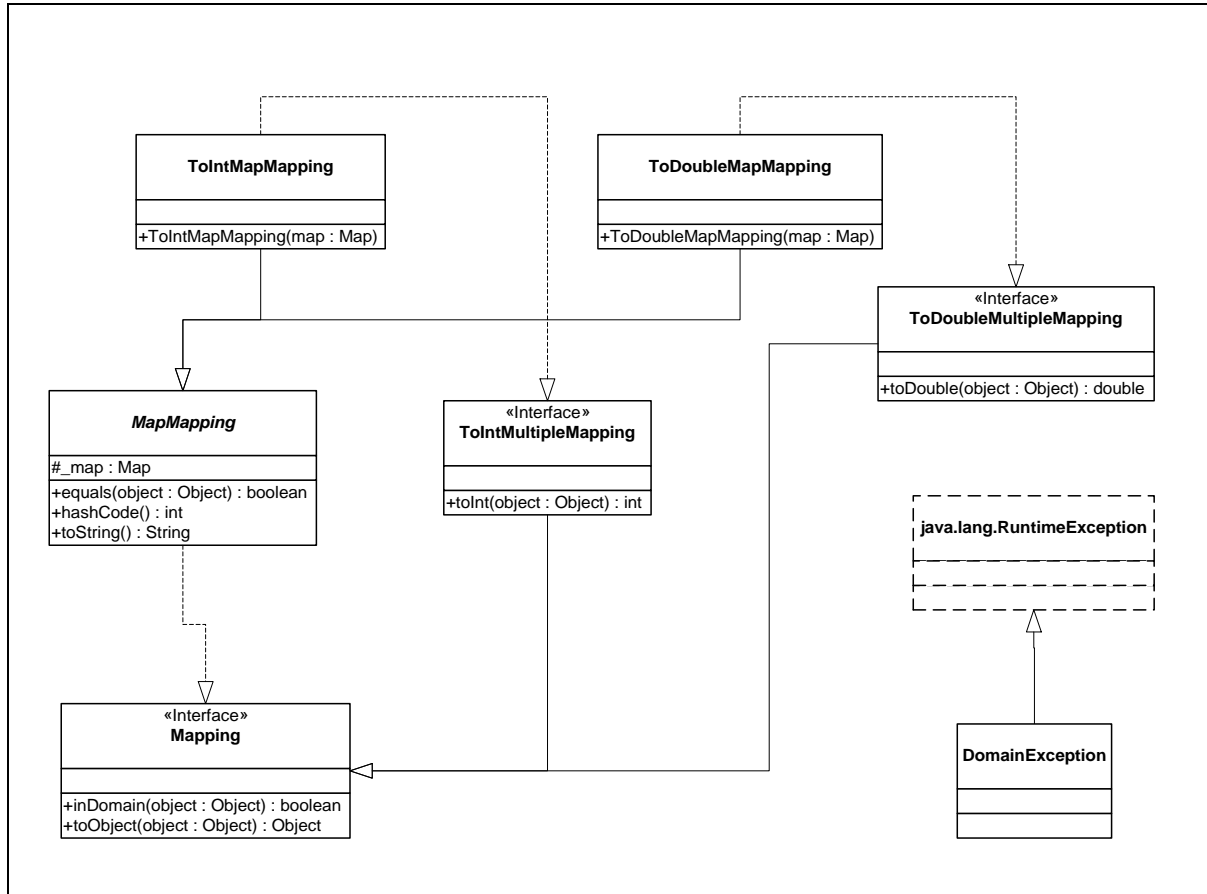 ToIntMapMapping
+ToIntMapMapping(map : Map)
ToDoubleMapMapping
+ToDoubleMapMapping(map : Map)
«Interface»
ToDoubleMultipleMapping
+toDouble(object : Object) : double
MapMapping
#_map : Map
+equals(object : Object) : boolean
+hashCode() : int
+toString() : String
«Interface»
ToIntMultipleMapping
+toInt(object : Object) : int
java.lang.RuntimeException
«Interface»
Mapping
+inDomain(object : Object) : boolean
+toObject(object : Object) : Object
DomainException